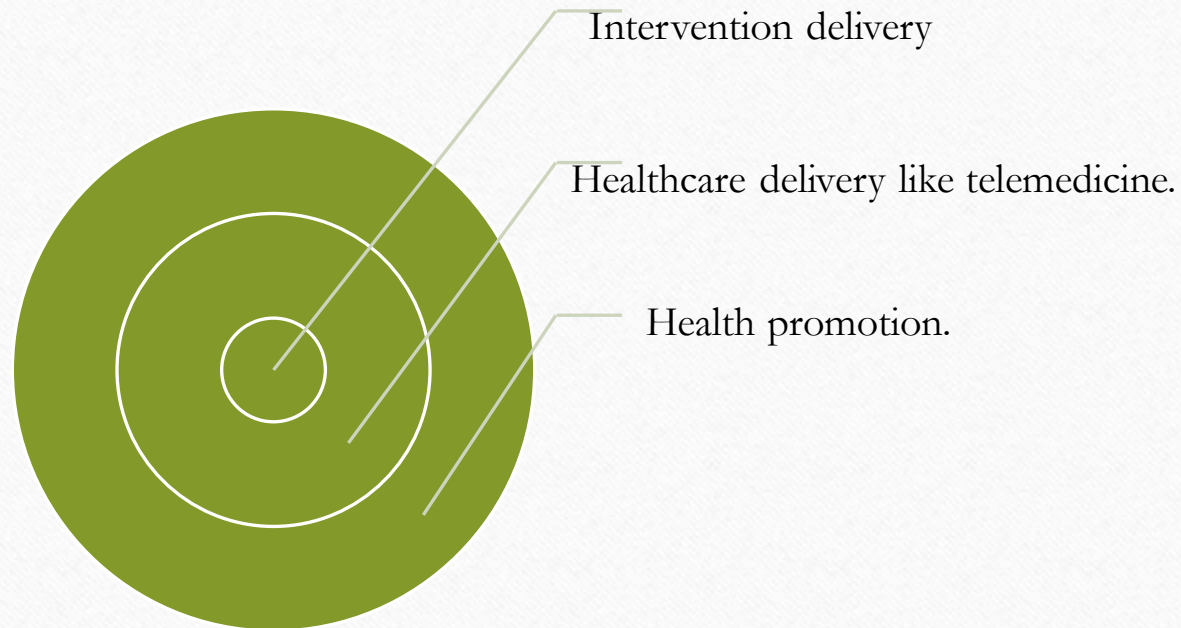 Intervention delivery
Healthcare delivery like telemedicine.
Health promotion.